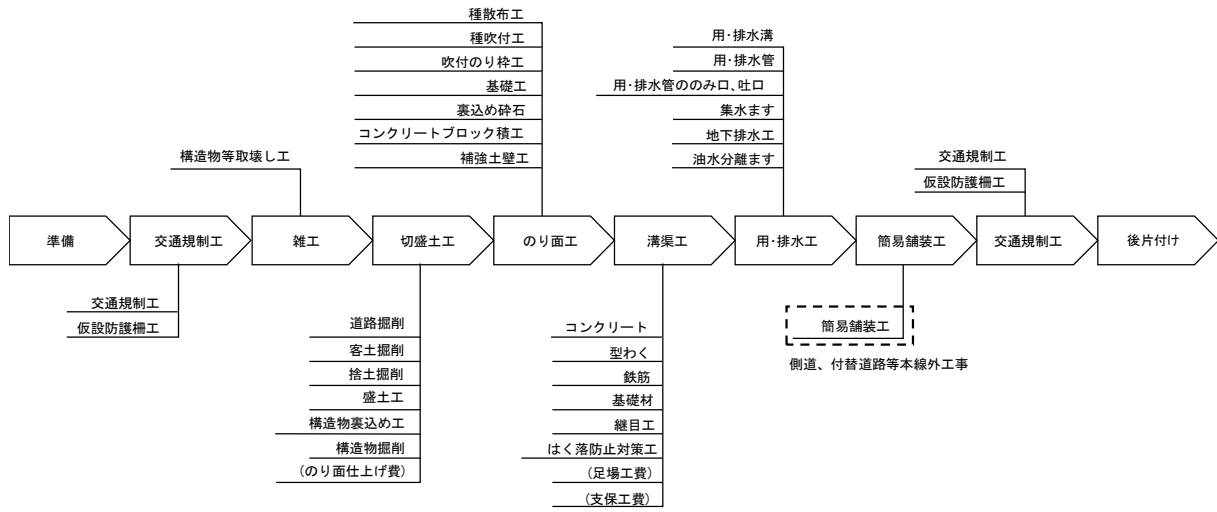 種散布工
種吹付工
吹付のり枠工
基礎工
裏込め砕石
コンクリートブロック積工
補強土壁工
用・排水溝
用・排水管
用・排水管ののみ口、吐口
集水ます
地下排水工
油水分離ます
構造物等取壊し工
交通規制工
仮設防護柵工
準備
交通規制工
雑工
切盛土工
のり面工
溝渠工
用・排水工
簡易舗装工
交通規制工
後片付け
交通規制工
仮設防護柵工
道路掘削
客土掘削
捨土掘削
盛土工
構造物裏込め工
構造物掘削
(のり面仕上げ費)
コンクリート
型わく
鉄筋
基礎材
継目工
はく落防止対策工
(足場工費)
(支保工費)
簡易舗装工
側道、付替道路等本線外工事